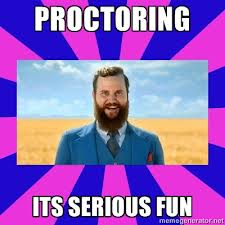 PROCTORING
ITS SERIOUS FUN
memegenerator.net